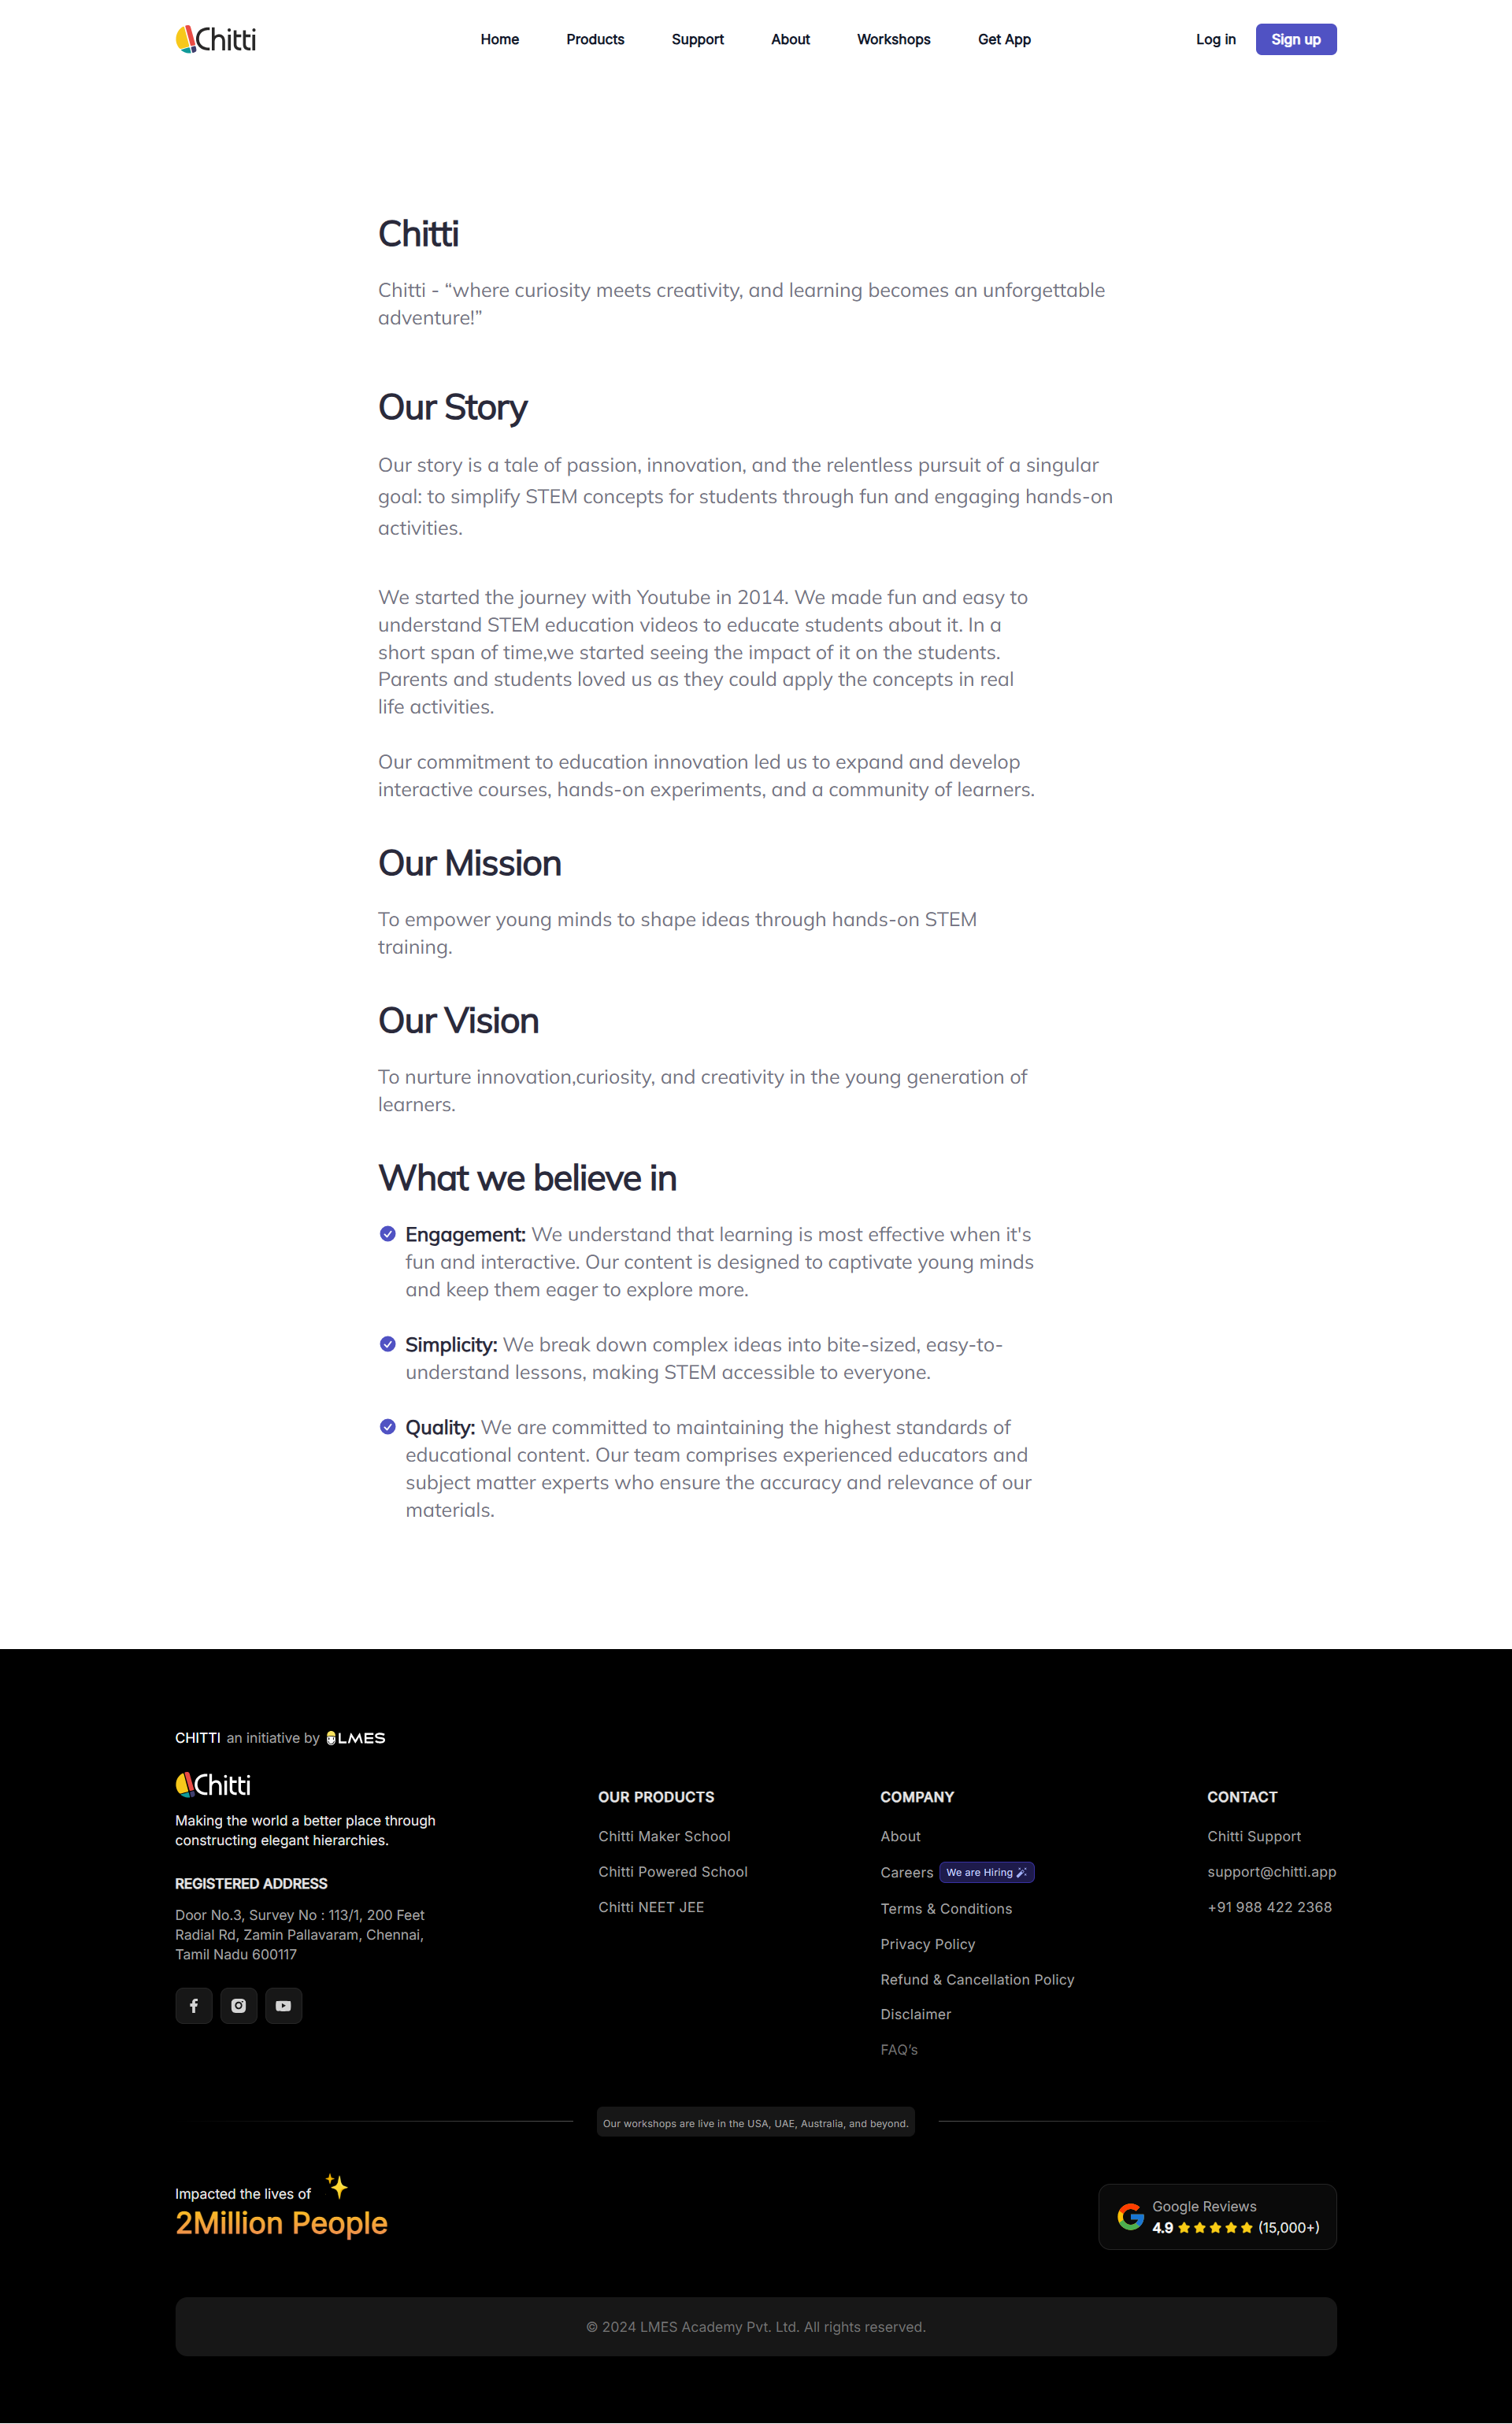 Chitti
Home
Products
Support
About
Workshops
Get App
Log in
Sign up
Chitti
Chitti - “where curiosity meets creativity, and learning becomes an unforgettable
adventure!”
Our Story
Our story is a tale of passion, innovation, and the relentless pursuit of a singular
goal: to simplify STEM concepts for students through fun and engaging hands-on
activities.
We started the journey with Youtube in 2014. We made fun and easy to
understand STEM education videos to educate students about it. In a
short span of time,we started seeing the impact of it on the students.
Parents and students loved us as they could apply the concepts in real
life activities.
Our commitment to education innovation led us to expand and develop
interactive courses, hands-on experiments, and a community of learners.
Our Mission
To empower young minds to shape ideas through hands-on STEM
training.
Our Vision
To nurture innovation,curiosity, and creativity in the young generation of
learners.
What we believe in
Engagement: We understand that learning is most effective when it's
fun and interactive. Our content is designed to captivate young minds
and keep them eager to explore more.
Simplicity: We break down complex ideas into bite-sized, easy-to-
understand lessons, making STEM accessible to everyone.
Quality: We are committed to maintaining the highest standards of
educational content. Our team comprises experienced educators and
subject matter experts who ensure the accuracy and relevance of our
materials.
CHITTI an initiative by LMES
Chitti
Making the world a better place through
constructing elegant hierarchies.
REGISTERED ADDRESS
Door No.3, Survey No : 113/1, 200 Feet
Radial Rd, Zamin Pallavaram, Chennai,
Tamil Nadu 600117
OUR PRODUCTS
Chitti Maker School
Chitti Powered School
Chitti NEET JEE
COMPANY
About
Careers We are Hiring
Terms & Conditions
Privacy Policy
Refund & Cancellation Policy
Disclaimer
FAQ’s
CONTACT
Chitti Support
support@chitti.app
+91 988 422 2368
Our workshops are live in the USA, UAE, Australia, and beyond.
Impacted the lives of
2Million People
Google Reviews
4.9 (15,000+)
© 2024 LMES Academy Pvt. Ltd. All rights reserved.